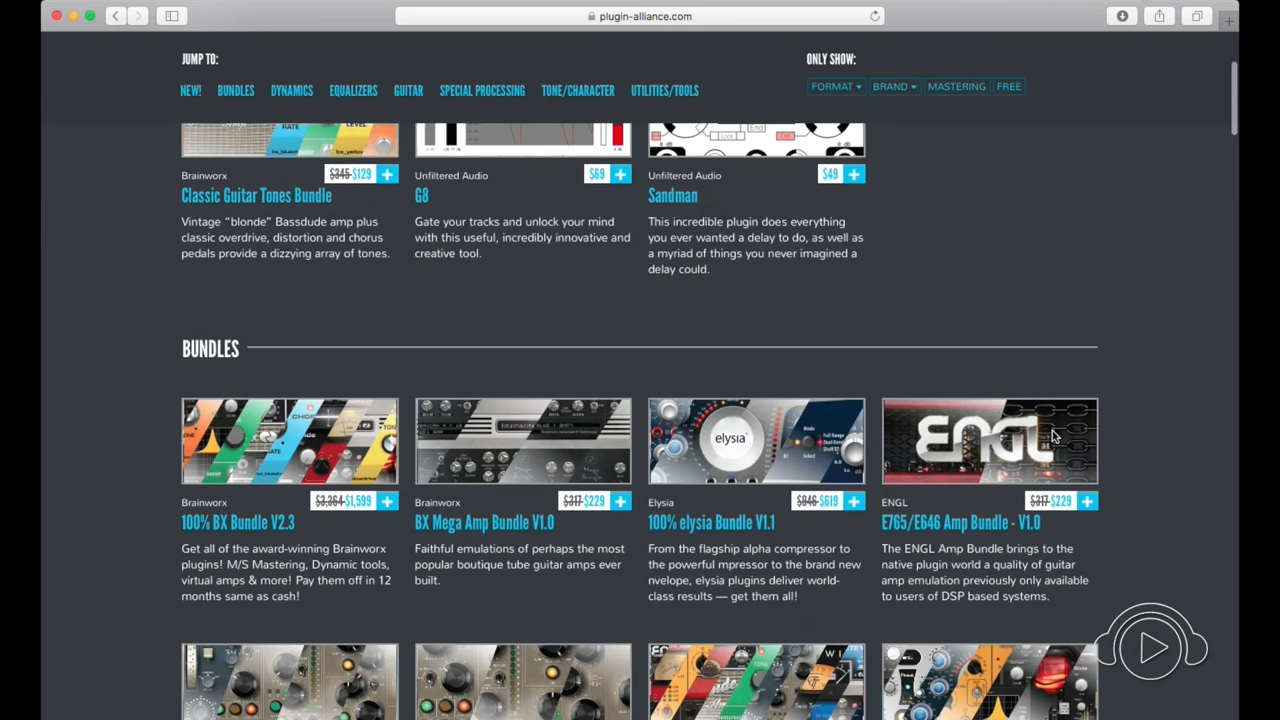 plugin-alliance.com
JUMP TO:
ONLY SHOW:
NEW! BUNDLES DYNAMICS EQUALIZERS GUITAR SPECIAL PROCESSING TONE/CHARACTER UTILITIES/TOOLS
FORMAT BRAND MASTERING FREE
RATE
LEVEL
bx_yellow
Lock
End
Brainworx
$345 $129 +
Classic Guitar Tones Bundle
Vintage “blonde” Bassdude amp plus
classic overdrive, distortion and chorus
pedals provide a dizzying array of tones.
Unfiltered Audio
$69 +
G8
Gate your tracks and unlock your mind
with this useful, incredibly innovative and
creative tool.
Unfiltered Audio
$49 +
Sandman
This incredible plugin does everything
you ever wanted a delay to do, as well as
a myriad of things you never imagined a
delay could.
BUNDLES
Brainworx
$3,364 $1,599 +
100% BX Bundle V2.3
Get all of the award-winning Brainworx
plugins! M/S Mastering, Dynamic tools,
virtual amps & more! Pay them off in 12
months same as cash!
brainworx
Brainworx
$317 $229 +
BX Mega Amp Bundle V1.0
Faithful emulations of perhaps the most
popular boutique tube guitar amps ever
built.
elysia
Elysia
$846 $619 +
100% elysia Bundle V1.1
From the flagship alpha compressor to
the powerful mpressor to the brand new
nvelope, elysia plugins deliver world-
class results — get them all!
ENGL
ENGL
$317 $229 +
E765/E646 Amp Bundle - V1.0
The ENGL Amp Bundle brings to the
native plugin world a quality of guitar
amp emulation previously only available
to users of DSP based systems.